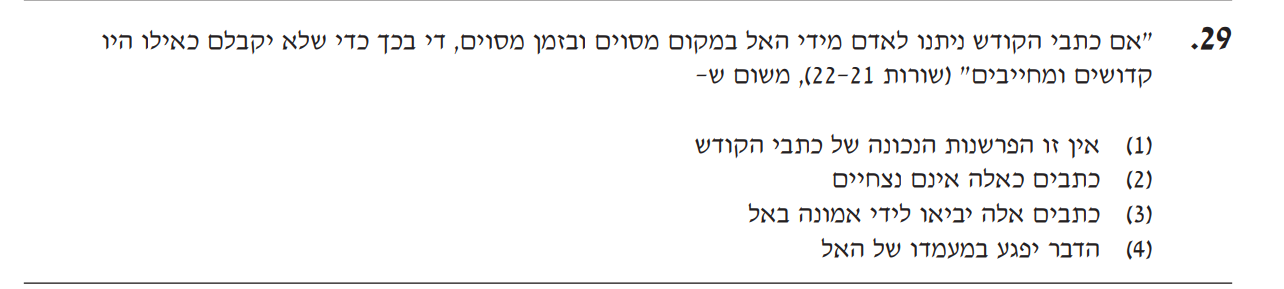 29. "אם כתבי הקודש ניתנו לאדם מידי האל במקום מסוים ובזמן מסוים, די בכך כדי שלא יקבלם כאילו היו
קדושים ומחייבים" (שורות 21–22), משום ש-
(1) אין זו הפרשנות הנכונה של כתבי הקודש
(2) כתבים כאלה אינם נצחיים
(3) כתבים אלה יביאו לידי אמונה באל
(4) הדבר יפגע במעמדו של האל